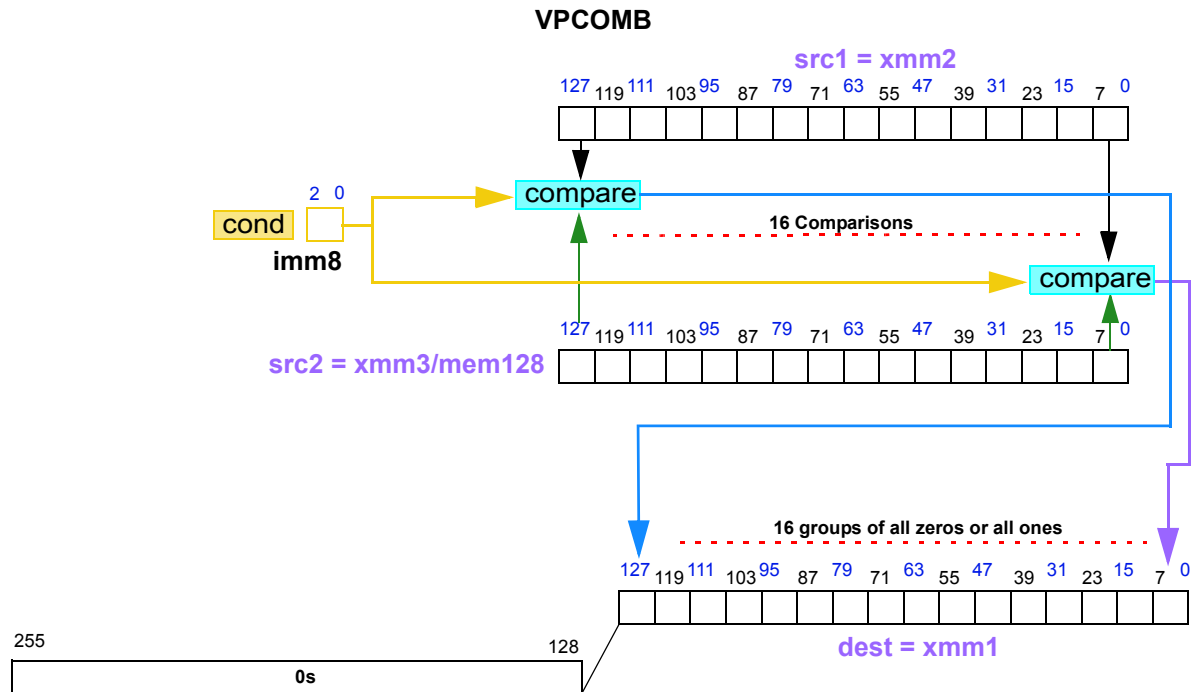 VPCOMB
src1 = xmm2
127 119 111 103 95 87 79 71 63 55 47 39 31 23 15 7 0
compare
2 0
cond
16 Comparisons
imm8
compare
127 119 111 103 95 87 79 71 63 55 47 39 31 23 15 7 0
src2 = xmm3/mem128
16 groups of all zeros or all ones
127 119 111 103 95 87 79 71 63 55 47 39 31 23 15 7 0
255 128
dest = xmm1
0s